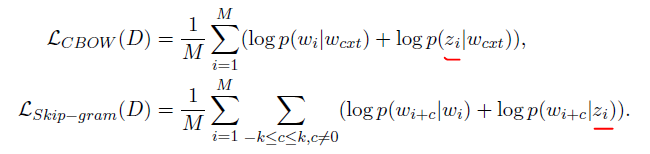 \mathcal{L}_{CBOW}(D) = \frac{1}{M} \sum_{i=1}^{M} (\log p(w_i|w_{cxt}) + \log p(z_i|w_{cxt})),
\mathcal{L}_{Skip-gram}(D) = \frac{1}{M} \sum_{i=1}^{M} \sum_{-k \leq c \leq k, c \neq 0} (\log p(w_{i+c}|w_i) + \log p(w_{i+c}|z_i)).